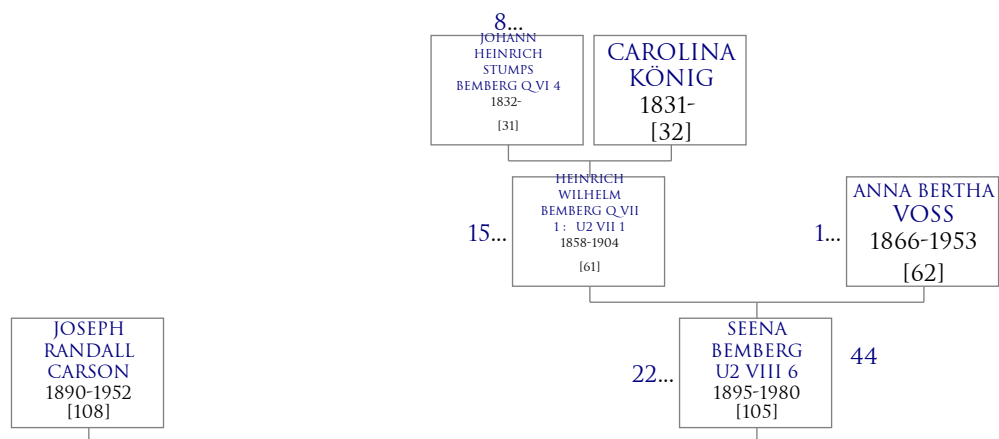 8...
JOHANN
HEINRICH
STUMPS
BEMBERG Q VI 4
1832-
[31]
CAROLINA
KÖNIG
1831-
[32]
15...
HEINRICH
WILHELM
BEMBERG Q VII
1 : U2 VII 1
1858-1904
[61]
1...
ANNA BERTHA
VOSS
1866-1953
[62]
JOSEPH
RANDALL
CARSON
1890-1952
[108]
22...
SEENA
BEMBERG
U2 VIII 6
1895-1980
[105]
44